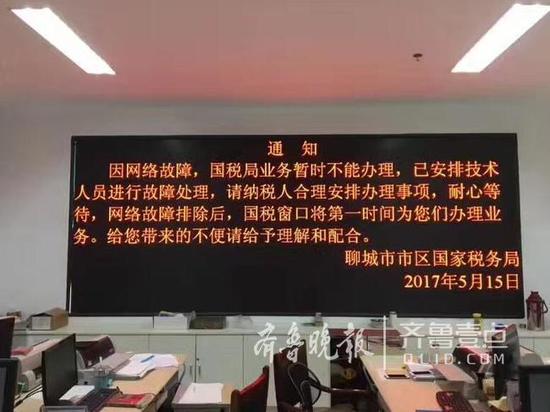 通 知
因网络故障，国税局业务暂时不能办理，已安排技术
人员进行故障处理，请纳税人合理安排办理事项，耐心等
待，网络故障排除后，国税窗口将第一时间为您们办理业
务。给您带来的不便请给予理解和配合。
聊城市市区国家税务局
2017年5月15日
齐鲁晚报
齐鲁壹点
QLID.COM